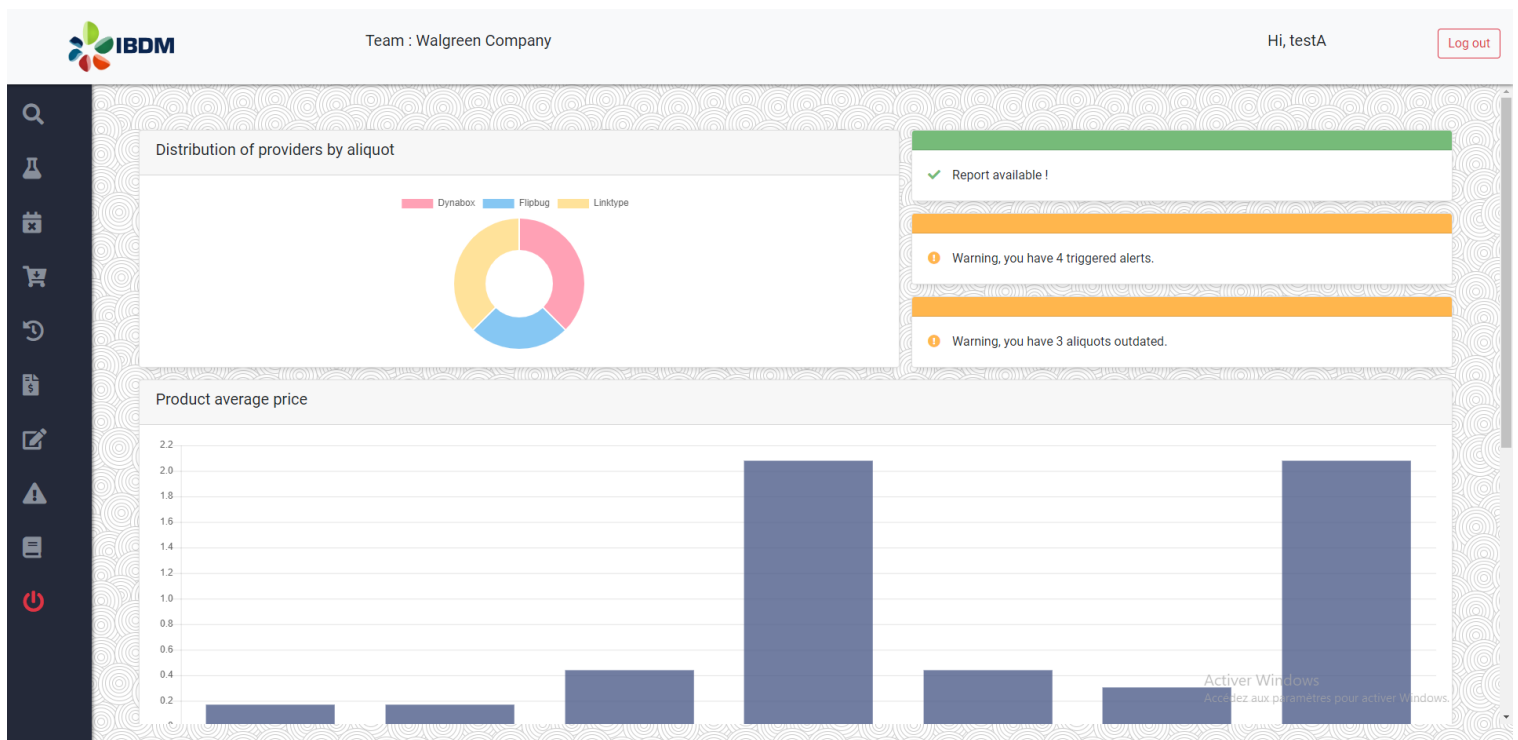 IBDM
Team : Walgreen Company
Hi, testA
Log out
Distribution of providers by aliquot
Dynabox Flipbug Linktype
Report available !
Warning, you have 4 triggered alerts.
Warning, you have 3 aliquots outdated.
Product average price
2.2
2.0
1.8
1.6
1.4
1.2
1.0
0.8
0.6
0.4
0.2
Activer Windows
Accédez aux paramètres pour activer Windows.